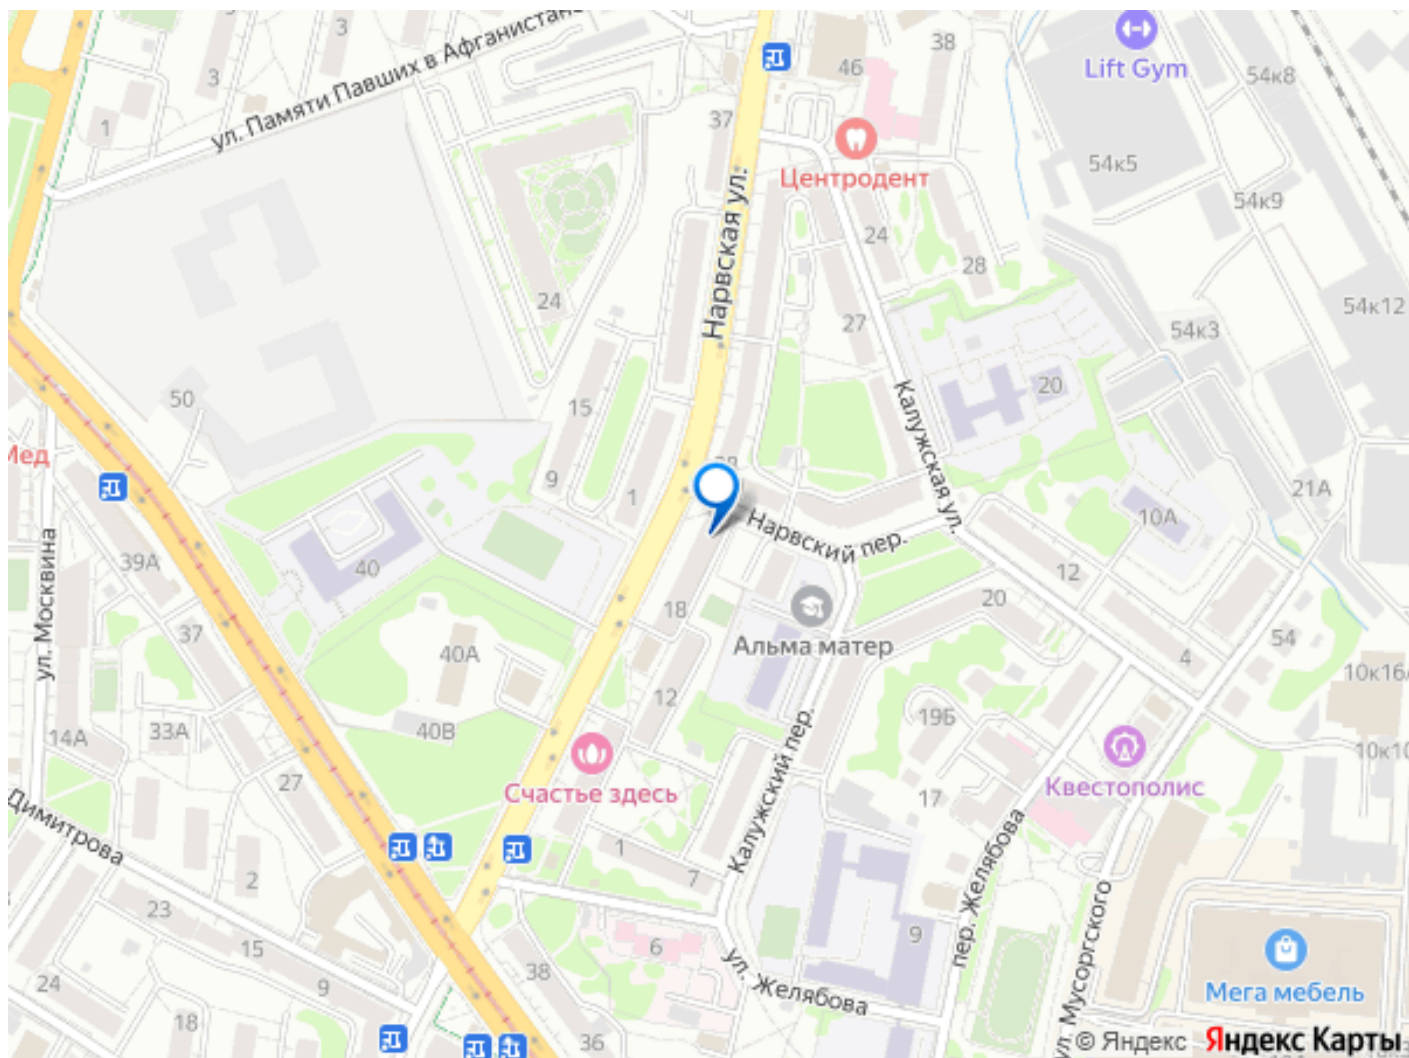 3
38
Lift Gym
46
54к8
3
ул. Памяти Павших в Афганистане
1
37
Центродент
54к5
54к9
Нарвская ул.
24
28
24
54к12
27
54к3
50
15
Калужская ул.
20
Мед
9
1
21А
10А
Нарвский пер.
39А
40
12
ул. Москвина
18
20
37
Альма матер
54
40А
4
10к16А
12
19Б
14А
33А
40В
Калужский пер.
27
Счастье здесь
Квестополис
17
Димитрова
1
7
пер. Желябова
2
23
15
6
9
ул. Мусоргского
24
9
38
ул. Желябова
Мега мебель
18
36
© Яндекс Яндекс Карты